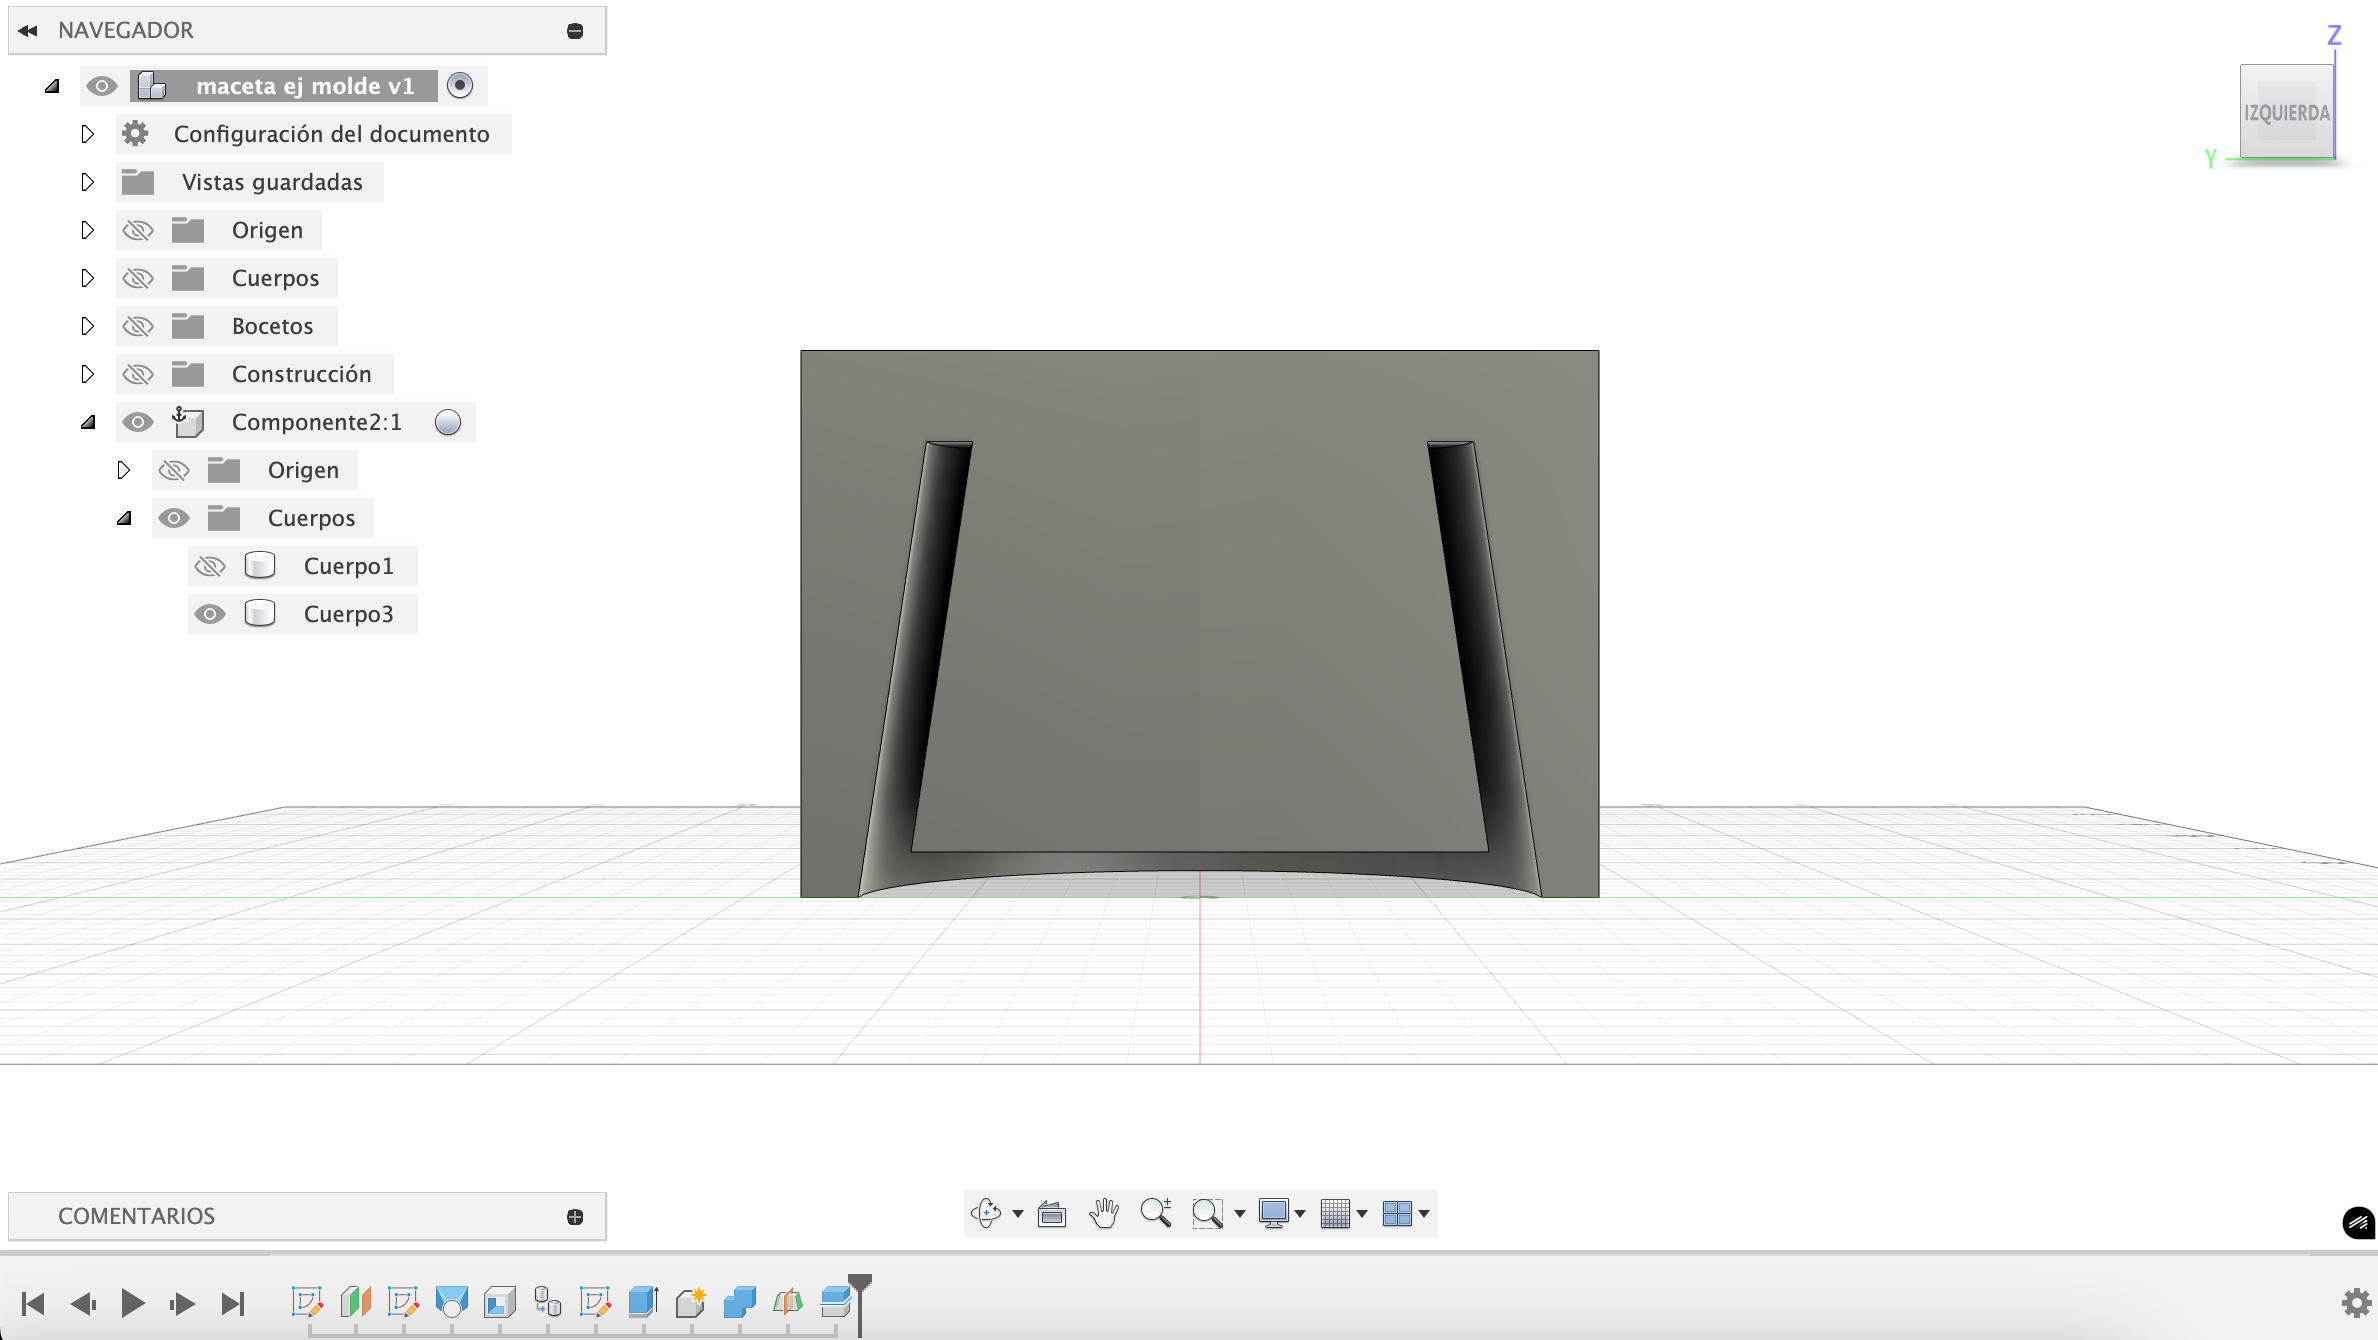 NAVEGADOR
maceta ej molde v1
Configuración del documento
Vistas guardadas
Origen
Cuerpos
Bocetos
Construcción
Componente2:1
Origen
Cuerpos
Cuerpo1
Cuerpo3
Z
IZQUIERDA
Y
COMENTARIOS